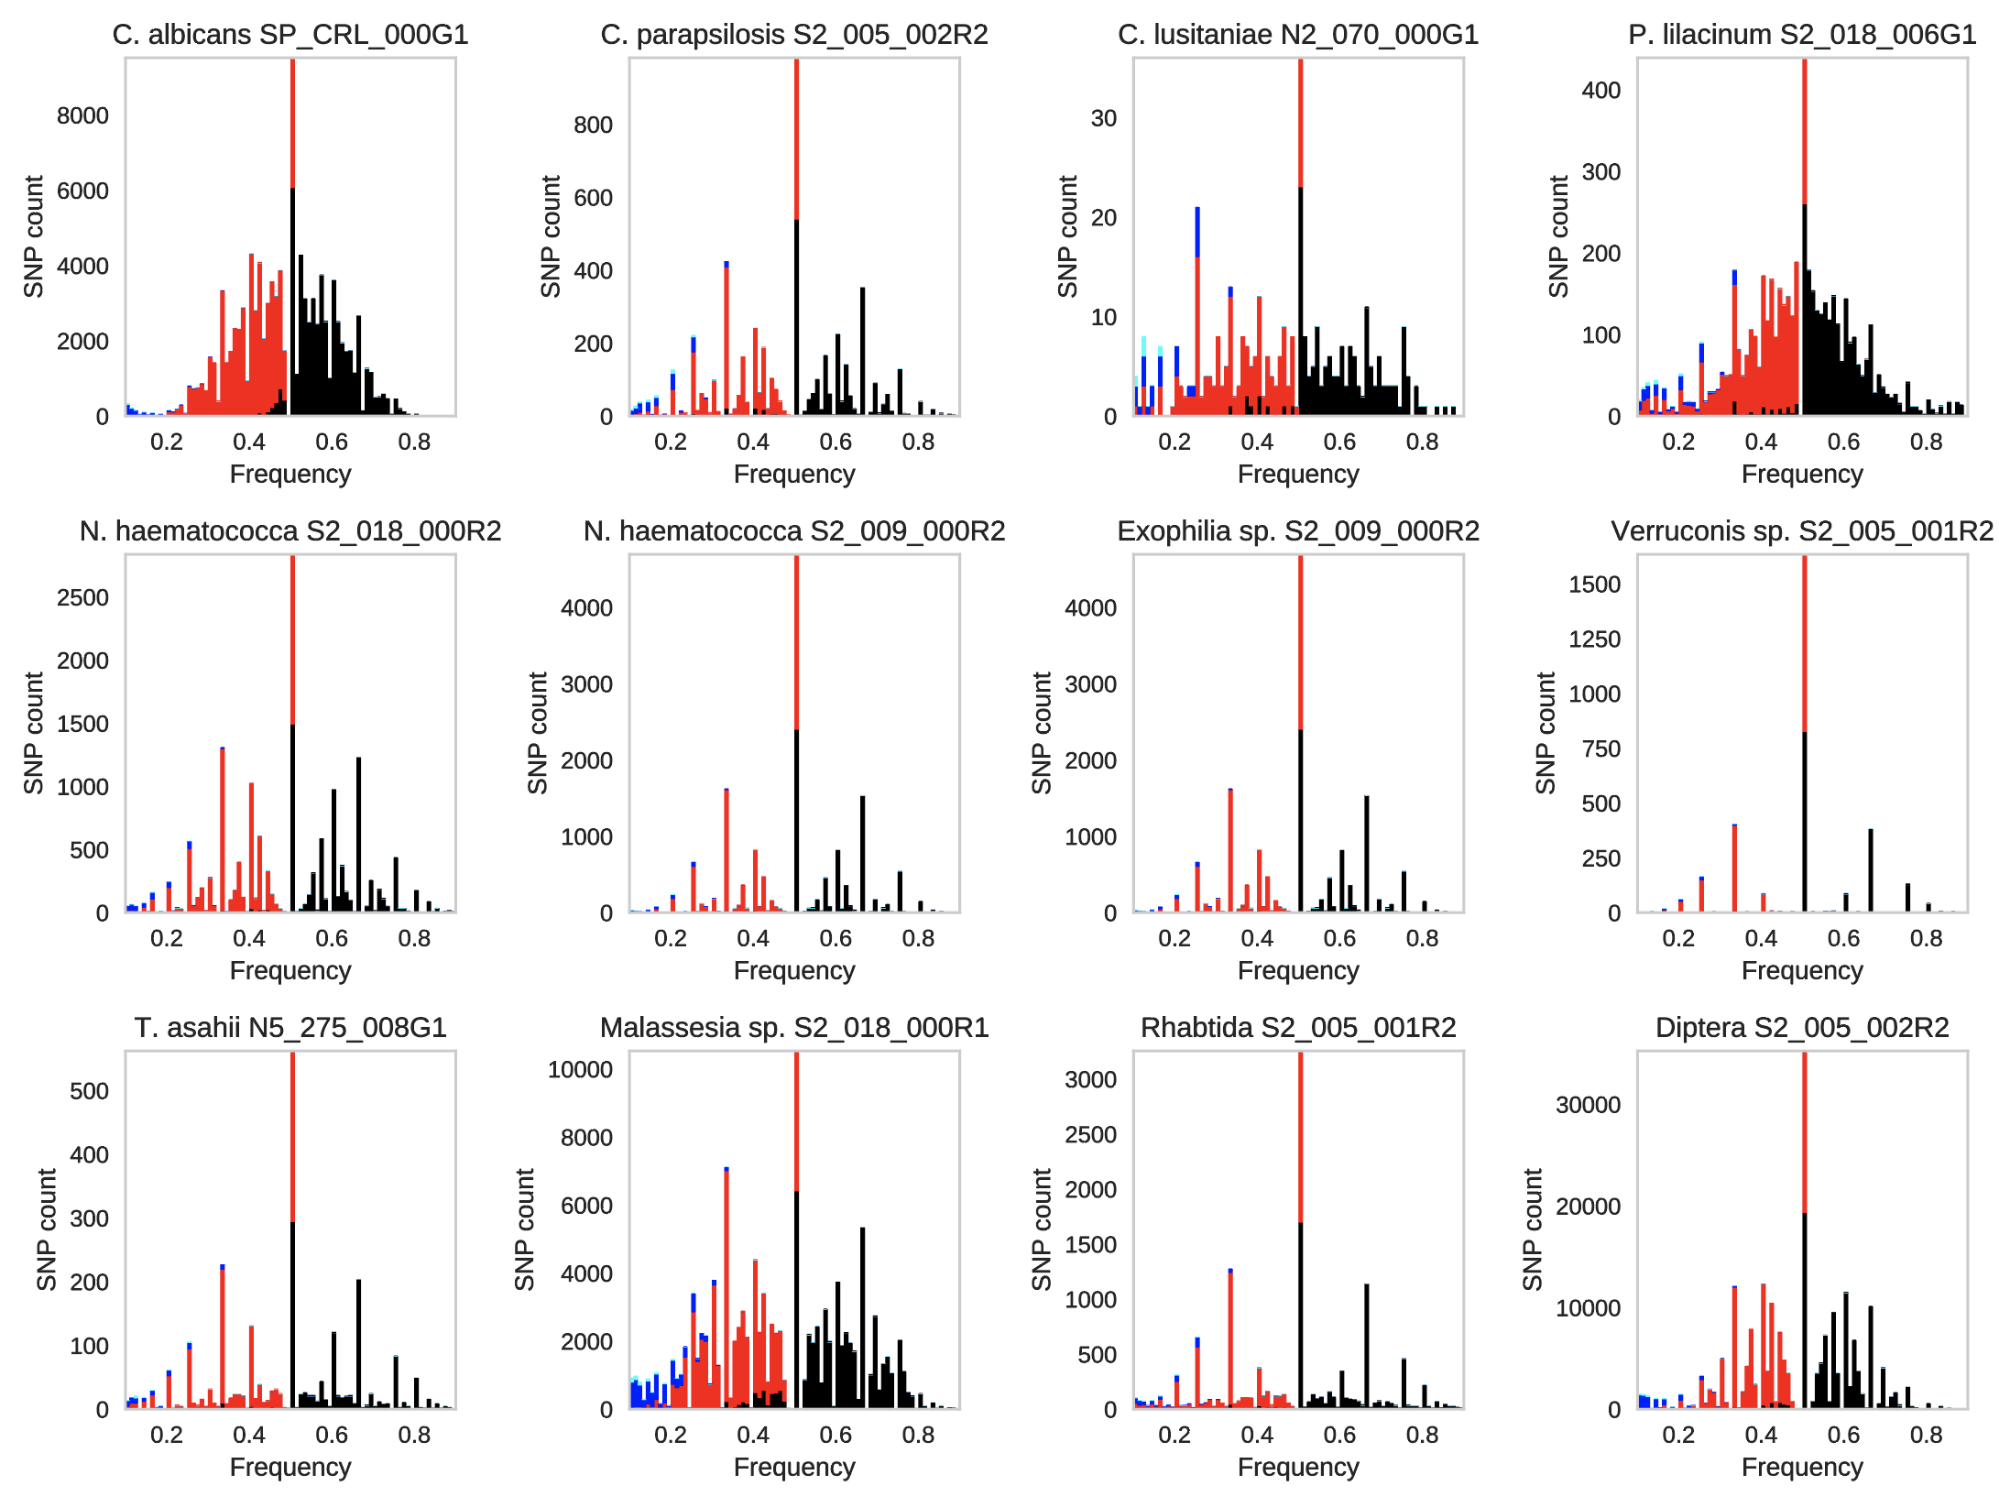 C. albicans SP_CRL_000G1
SNP count
8000
6000
4000
2000
0
0.2 0.4 0.6 0.8
Frequency
C. parapsilosis S2_005_002R2
SNP count
800
600
400
200
0
0.2 0.4 0.6 0.8
Frequency
C. lusitaniae N2_070_000G1
SNP count
30
20
10
0
0.2 0.4 0.6 0.8
Frequency
P. lilacinum S2_018_006G1
SNP count
400
300
200
100
0
0.2 0.4 0.6 0.8
Frequency
N. haematococca S2_018_000R2
SNP count
2500
2000
1500
1000
500
0
0.2 0.4 0.6 0.8
Frequency
N. haematococca S2_009_000R2
SNP count
4000
3000
2000
1000
0
0.2 0.4 0.6 0.8
Frequency
Exophilia sp. S2_009_000R2
SNP count
4000
3000
2000
1000
0
0.2 0.4 0.6 0.8
Frequency
Verruconis sp. S2_005_001R2
SNP count
1500
1250
1000
750
500
250
0
0.2 0.4 0.6 0.8
Frequency
T. asahii N5_275_008G1
SNP count
500
400
300
200
100
0
0.2 0.4 0.6 0.8
Frequency
Malassesia sp. S2_018_000R1
SNP count
10000
8000
6000
4000
2000
0
0.2 0.4 0.6 0.8
Frequency
Rhabtida S2_005_001R2
SNP count
3000
2500
2000
1500
1000
500
0
0.2 0.4 0.6 0.8
Frequency
Diptera S2_005_002R2
SNP count
30000
20000
10000
0
0.2 0.4 0.6 0.8
Frequency